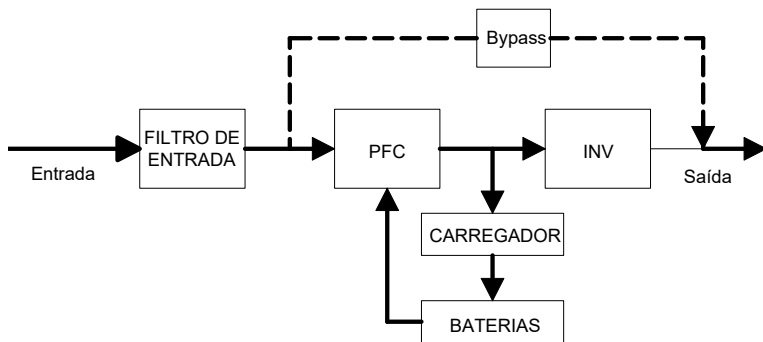 Bypass
FILTRO DE
ENTRADA
PFC
INV
Entrada
Saída
CARREGADOR
BATERIAS